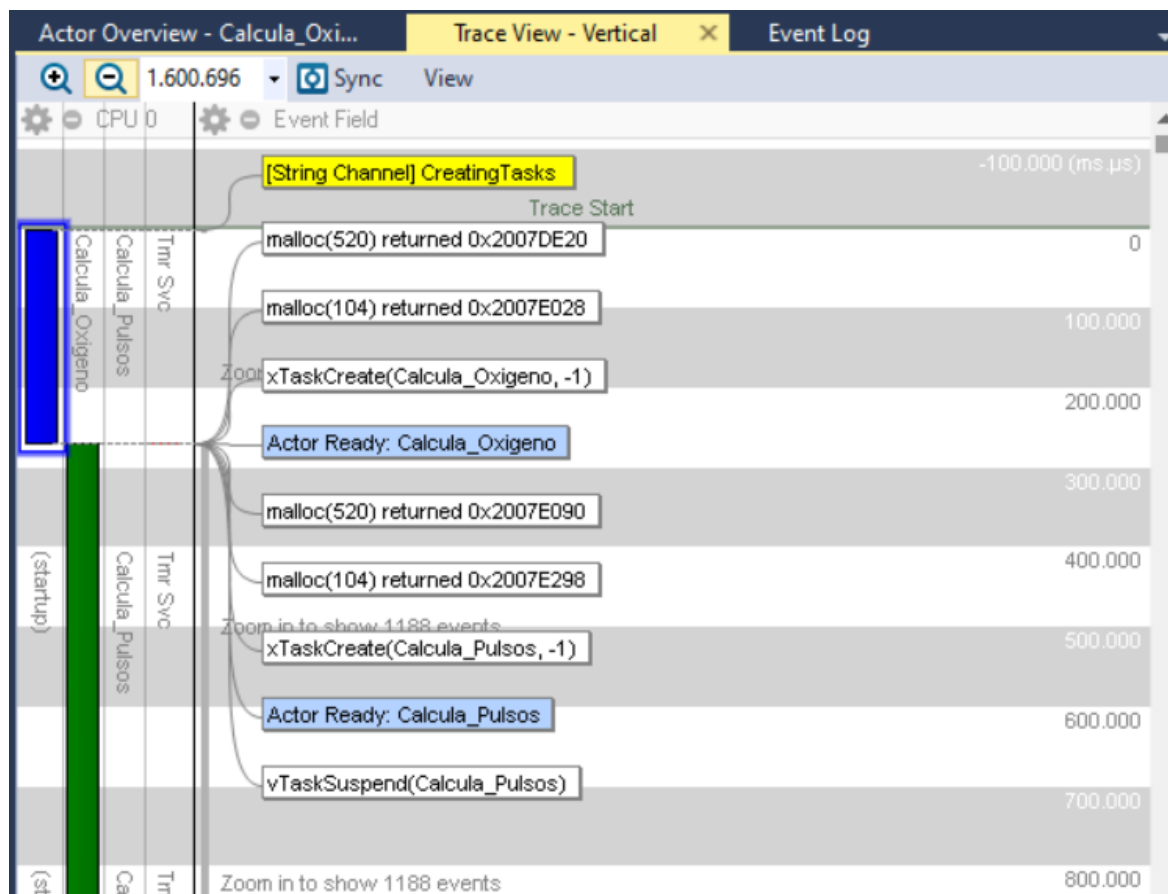 Actor Overview - Calcula_Oxi...
Trace View - Vertical
Event Log
1.600.696
Sync
View
CPU 0
Event Field
[String Channel] CreatingTasks
-100.000 (ms.µs)
Trace Start
malloc(520) returned 0x2007DE20
0
Calcula_Oxigeno
Calcula_Pulsos
Tmr Svc
malloc(104) returned 0x2007E028
100.000
Zoom
xTaskCreate(Calcula_Oxigeno, -1)
200.000
Actor Ready: Calcula_Oxigeno
300.000
malloc(520) returned 0x2007E090
400.000
(startup)
Calcula_Pulsos
Tmr Svc
malloc(104) returned 0x2007E298
Zoom in to show 1188 events
500.000
xTaskCreate(Calcula_Pulsos, -1)
Actor Ready: Calcula_Pulsos
600.000
vTaskSuspend(Calcula_Pulsos)
700.000
(st
Ca
Tr
Zoom in to show 1188 events
800.000